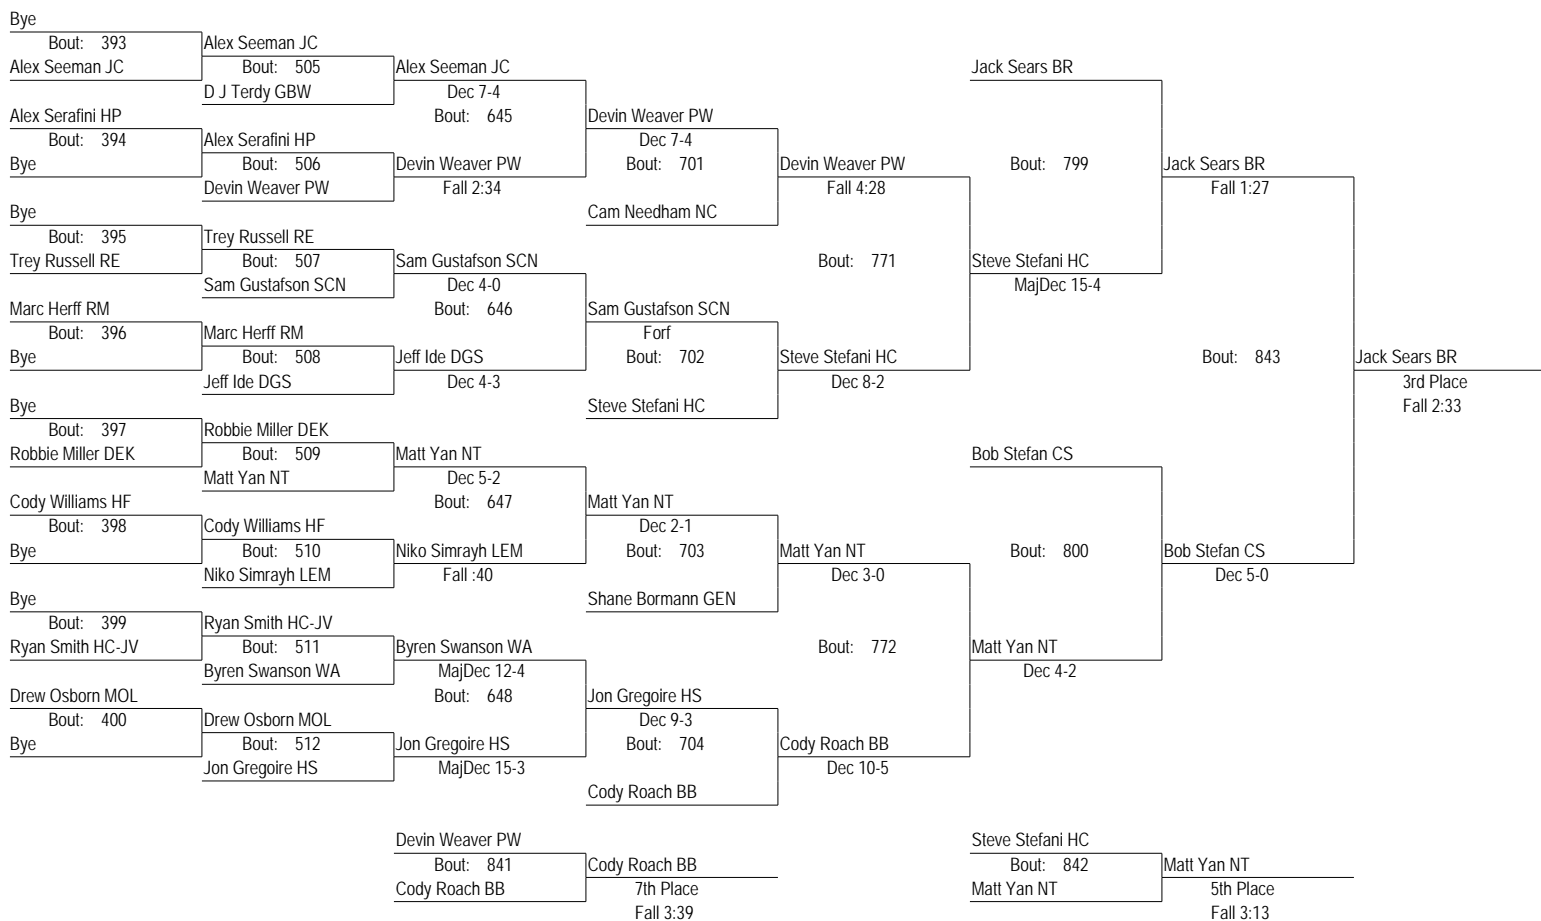 Bye
Bout: 393
Alex Seeman JC
Alex Seeman JC
Bout: 505
D J Terdy GBW
Alex Seeman JC
Dec 7-4
Bout: 645
Alex Serafini HP
Bout: 394
Bye
Alex Serafini HP
Bout: 506
Devin Weaver PW
Devin Weaver PW
Fall 2:34
Devin Weaver PW
Dec 7-4
Bout: 701
Cam Needham NC
Devin Weaver PW
Fall 4:28
Bout: 771
Bye
Bout: 395
Trey Russell RE
Trey Russell RE
Bout: 507
Sam Gustafson SCN
Sam Gustafson SCN
Dec 4-0
Bout: 646
Marc Herff RM
Bout: 396
Bye
Marc Herff RM
Bout: 508
Jeff Ide DGS
Jeff Ide DGS
Dec 4-3
Sam Gustafson SCN
Forf
Bout: 702
Steve Stefani HC
Steve Stefani HC
Dec 8-2
Jack Sears BR
Bout: 799
Steve Stefani HC
MajDec 15-4
Jack Sears BR
Fall 1:27
Bout: 843
Jack Sears BR
3rd Place
Fall 2:33
Bye
Bout: 397
Robbie Miller DEK
Robbie Miller DEK
Bout: 509
Matt Yan NT
Matt Yan NT
Dec 5-2
Bout: 647
Cody Williams HF
Bout: 398
Bye
Cody Williams HF
Bout: 510
Niko Simrayh LEM
Niko Simrayh LEM
Fall :40
Matt Yan NT
Dec 2-1
Bout: 703
Shane Bormann GEN
Matt Yan NT
Dec 3-0
Bout: 772
Bye
Bout: 399
Ryan Smith HC-JV
Ryan Smith HC-JV
Bout: 511
Byren Swanson WA
Byren Swanson WA
MajDec 12-4
Bout: 648
Drew Osborn MOL
Bout: 400
Bye
Drew Osborn MOL
Bout: 512
Jon Gregoire HS
Jon Gregoire HS
MajDec 15-3
Jon Gregoire HS
Dec 9-3
Bout: 704
Cody Roach BB
Cody Roach BB
Dec 10-5
Bob Stefan CS
Bout: 800
Matt Yan NT
Dec 4-2
Bob Stefan CS
Dec 5-0
Devin Weaver PW
Bout: 841
Cody Roach BB
Cody Roach BB
7th Place
Fall 3:39
Steve Stefani HC
Bout: 842
Matt Yan NT
Matt Yan NT
5th Place
Fall 3:13